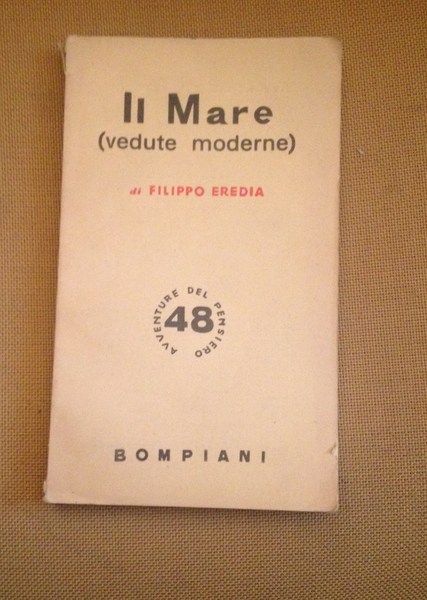 Il Mare
(vedute moderne)
di FILIPPO EREDIA
AVVENTURE DEL PENSIERO
48
BOMPIANI